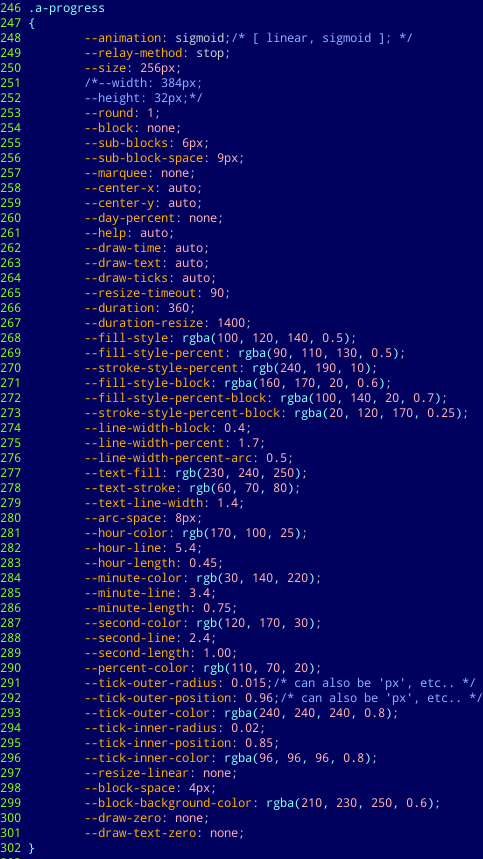 246 .a-progress
247 {
248 --animation: sigmoid;/* [ linear, sigmoid ]; */
249 --relay-method: stop;
250 --size: 256px;
251 /*--width: 384px;
252 --height: 32px;*/
253 --round: 1;
254 --block: none;
255 --sub-blocks: 6px;
256 --sub-block-space: 9px;
257 --marquee: none;
258 --center-x: auto;
259 --center-y: auto;
260 --day-percent: none;
261 --help: auto;
262 --draw-time: auto;
263 --draw-text: auto;
264 --draw-ticks: auto;
265 --resize-timeout: 90;
266 --duration: 360;
267 --duration-resize: 1400;
268 --fill-style: rgba(100, 120, 140, 0.5);
269 --fill-style-percent: rgba(90, 110, 130, 0.5);
270 --stroke-style-percent: rgb(240, 190, 10);
271 --fill-style-block: rgba(160, 170, 20, 0.6);
272 --fill-style-percent-block: rgba(100, 140, 20, 0.7);
273 --stroke-style-percent-block: rgba(20, 120, 170, 0.25);
274 --line-width-block: 0.4;
275 --line-width-percent: 1.7;
276 --line-width-percent-arc: 0.5;
277 --text-fill: rgb(230, 240, 250);
278 --text-stroke: rgb(60, 70, 80);
279 --text-line-width: 1.4;
280 --arc-space: 8px;
281 --hour-color: rgb(170, 100, 25);
282 --hour-line: 5.4;
283 --hour-length: 0.45;
284 --minute-color: rgb(30, 140, 220);
285 --minute-line: 3.4;
286 --minute-length: 0.75;
287 --second-color: rgb(120, 170, 30);
288 --second-line: 2.4;
289 --second-length: 1.00;
290 --percent-color: rgb(110, 70, 20);
291 --tick-outer-radius: 0.015;/* can also be 'px', etc.. */
292 --tick-outer-position: 0.96;/* can also be 'px', etc.. */
293 --tick-outer-color: rgba(240, 240, 240, 0.8);
294 --tick-inner-radius: 0.02;
295 --tick-inner-position: 0.85;
296 --tick-inner-color: rgba(96, 96, 96, 0.8);
297 --resize-linear: none;
298 --block-space: 4px;
299 --block-background-color: rgba(210, 230, 250, 0.6);
300 --draw-zero: none;
301 --draw-text-zero: none;
302 }